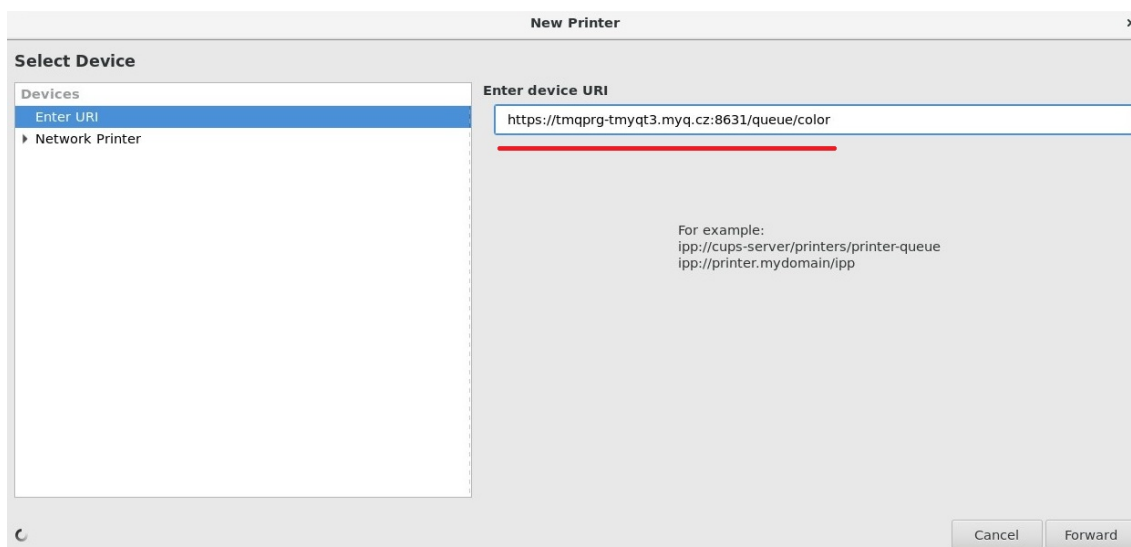 New Printer
Select Device
Devices
Enter URI
Network Printer
Enter device URI
https://tmqprg-tmyqt3.myq.cz:8631/queue/color
For example:
ipp://cups-server/printers/printer-queue
ipp://printer.mydomain/ipp
Cancel
Forward